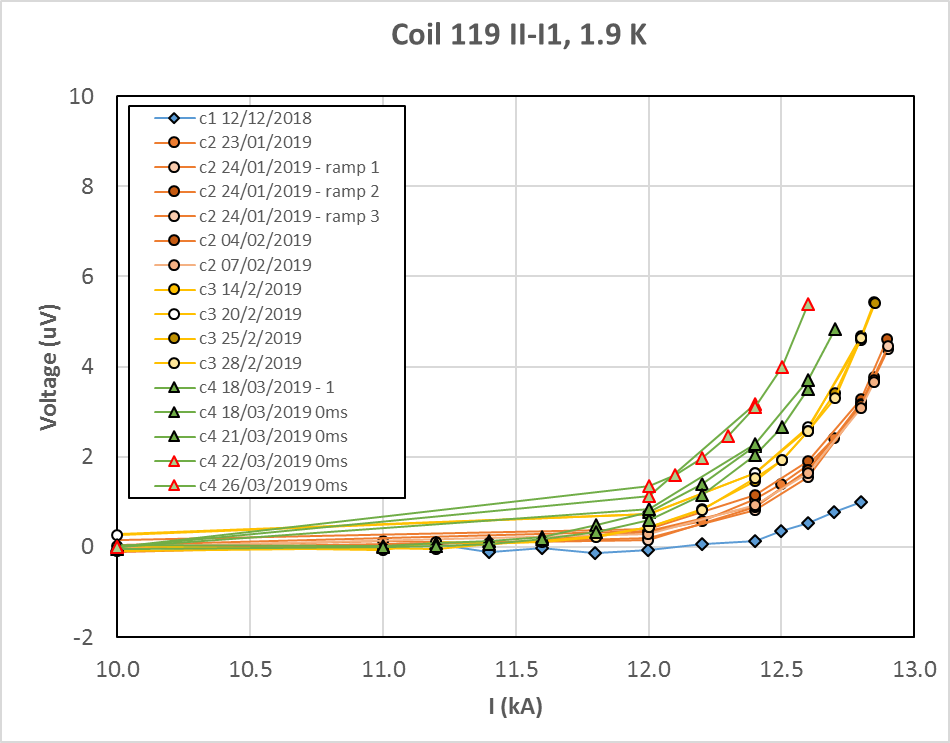 Coil 119 II-I1, 1.9 K
10
8
6
4
2
0
-2
Voltage (uV)
c1 12/12/2018
c2 23/01/2019
c2 24/01/2019 - ramp 1
c2 24/01/2019 - ramp 2
c2 24/01/2019 - ramp 3
c2 04/02/2019
c2 07/02/2019
c3 14/2/2019
c3 20/2/2019
c3 25/2/2019
c3 28/2/2019
c4 18/03/2019 - 1
c4 18/03/2019 0ms
c4 21/03/2019 0ms
c4 22/03/2019 0ms
c4 26/03/2019 0ms
10.0 10.5 11.0 11.5 12.0 12.5 13.0
I (kA)